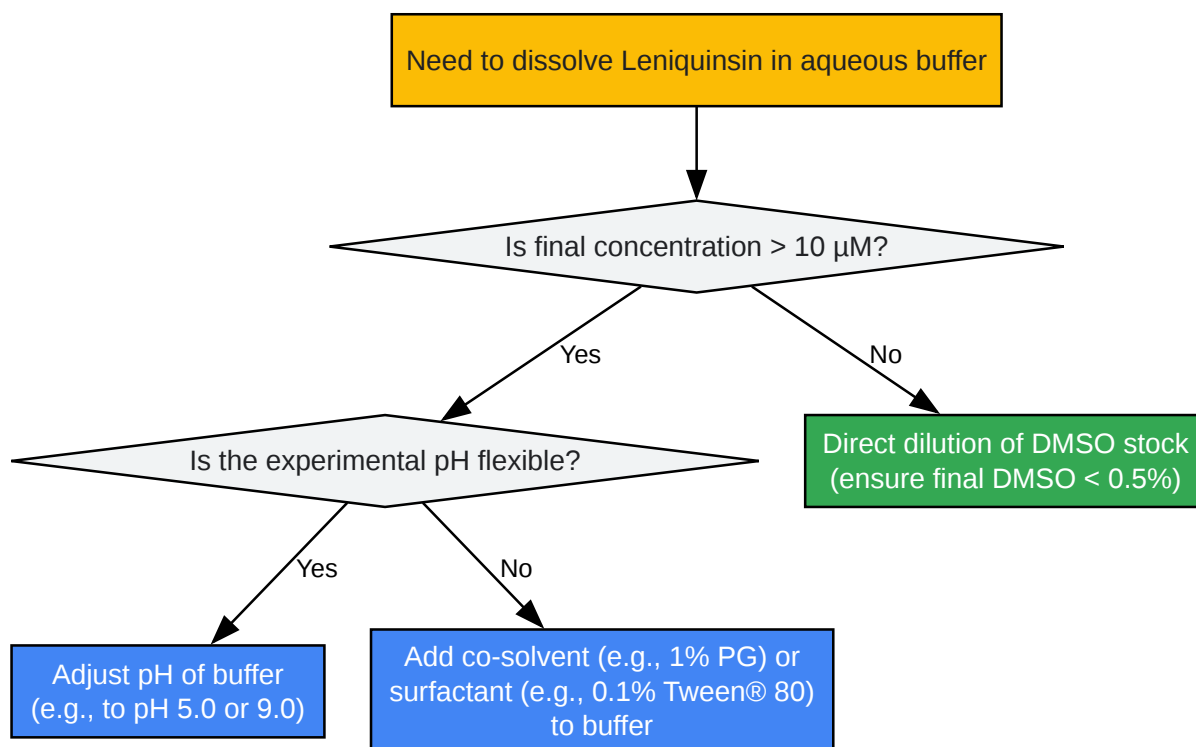 Need to dissolve Leniquinsin in aqueous buffer
Is final concentration > 10 µM?
Yes
No
Is the experimental pH flexible?
Direct dilution of DMSO stock
(ensure final DMSO < 0.5%)
Yes
No
Adjust pH of buffer
(e.g., to pH 5.0 or 9.0)
Add co-solvent (e.g., 1% PG) or
surfactant (e.g., 0.1% Tween® 80)
to buffer